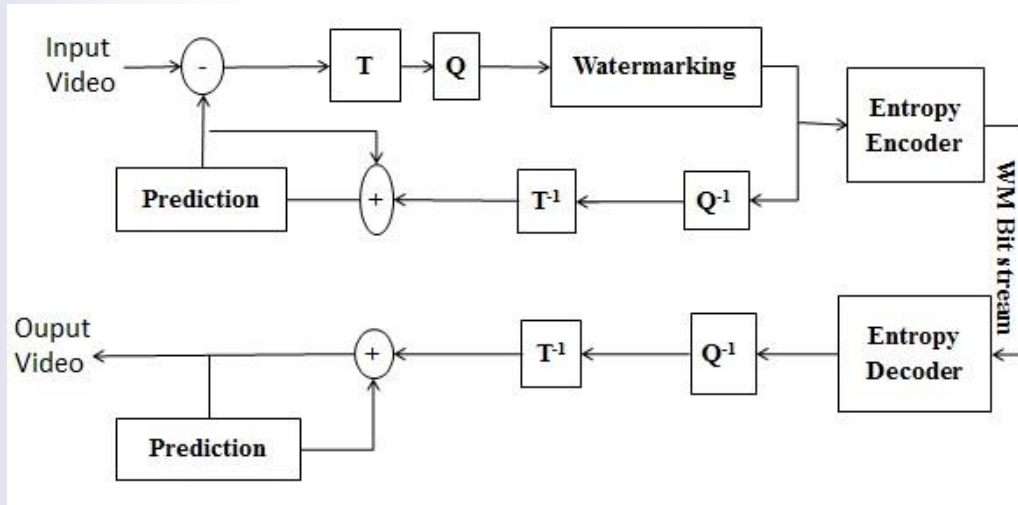 Input
Video
-
T
Q
Watermarking
Entropy
Encoder
Prediction
+
T-1
Q-1
WM Bit stream
Ouput
Video
+
T-1
Q-1
Entropy
Decoder
Prediction